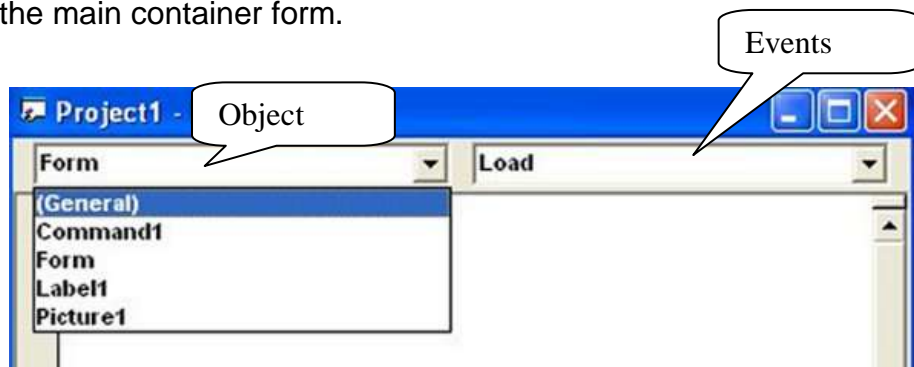 the main container form.
Events
Project1 -
Object
Form
Load
(General)
Command1
Form
Label1
Picture1